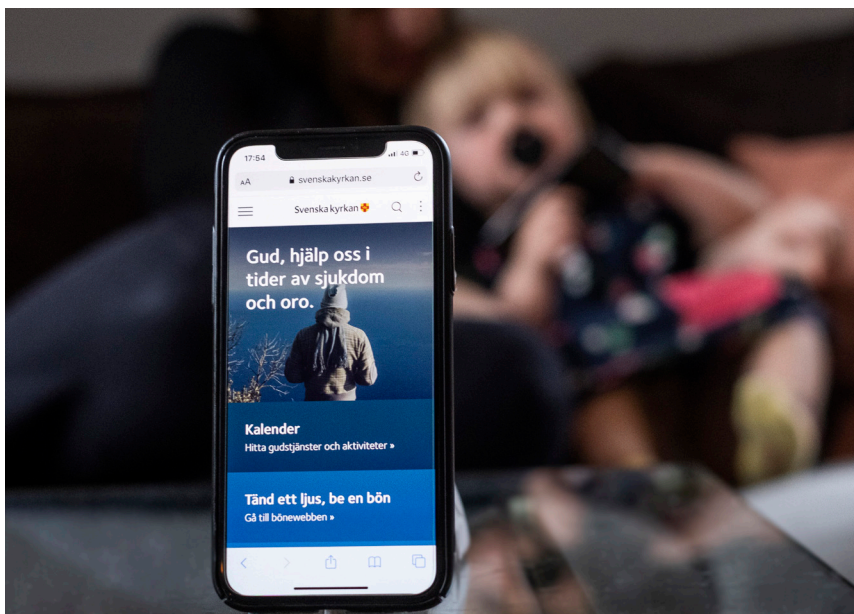 17:54
4G
AA
svenskakyrkan.se
Svenska kyrkan
Gud, hjälp oss i
tider av sjukdom
och oro.
Kalender
Hitta gudstjänster och aktiviteter »
Tänd ett ljus, be en bön
Gå till bönewebben »